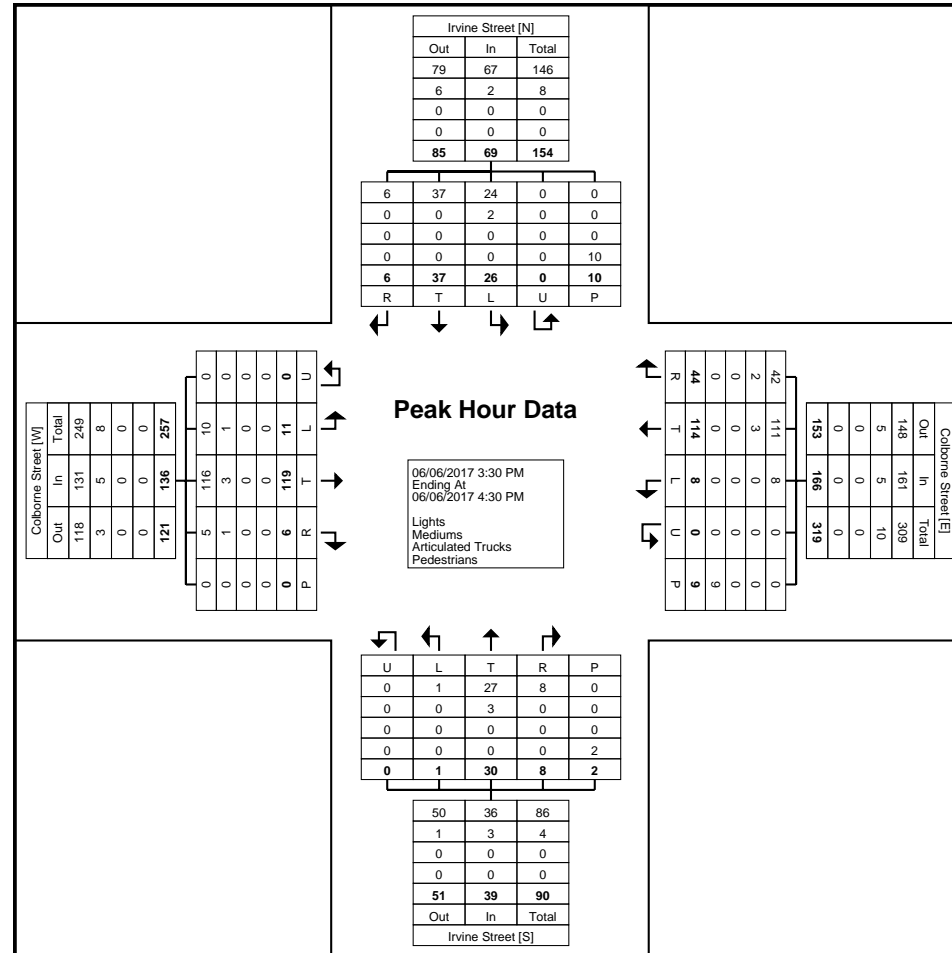 Irvine Street [N]
Out In Total
79 67 146
6 2 8
0 0 0
0 0 0
85 69 154
6 37 24 0 0
0 0 2 0 0
0 0 0 0 0
0 0 0 0 10
6 37 26 0 10
R T L U P
Colborne Street [W]
Total In Out
249 131 118
8 5 3
0 0 0
0 0 0
257 136 121
0 10 116 5 0
0 1 3 1 0
0 0 0 0 0
0 0 0 0 0
0 11 119 6 0
U L T R P
Peak Hour Data
06/06/2017 3:30 PM
Ending At
06/06/2017 4:30 PM
Lights
Mediums
Articulated Trucks
Pedestrians
R T L U P
44 114 8 0 9
0 0 0 0 9
0 0 0 0 0
2 3 0 0 0
42 111 8 0 0
153 166 319
0 0 0
0 0 0
5 5 10
148 161 309
Out In Total
Colborne Street [E]
U L T R P
0 1 27 8 0
0 0 3 0 0
0 0 0 0 0
0 0 0 0 2
0 1 30 8 2
50 36 86
1 3 4
0 0 0
0 0 0
51 39 90
Out In Total
Irvine Street [S]